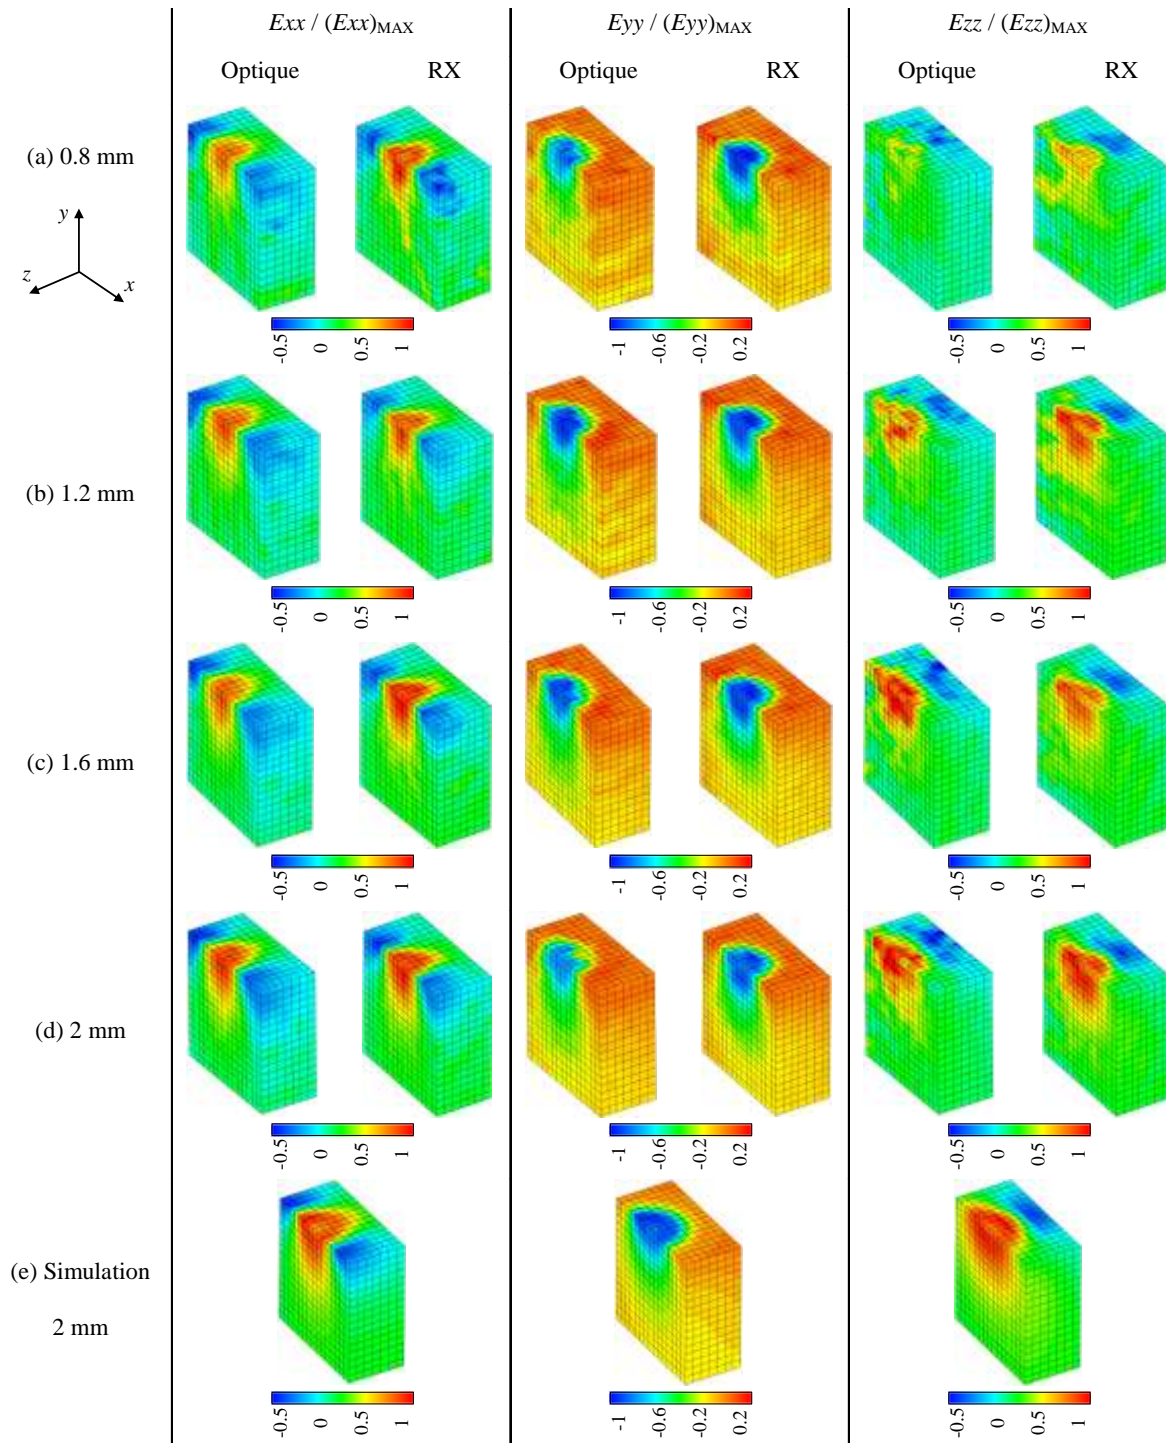 Exx / (Exx)MAX Eyy / (Eyy)MAX Ezz / (Ezz)MAX
Optique RX Optique RX Optique RX
(a) 0.8 mm
y
z
x
-0.5 0 0.5 1 -1 -0.6 -0.2 0.2 -0.5 0 0.5 1
(b) 1.2 mm
-0.5 0 0.5 1 -1 -0.6 -0.2 0.2 -0.5 0 0.5 1
(c) 1.6 mm
-0.5 0 0.5 1 -1 -0.6 -0.2 0.2 -0.5 0 0.5 1
(d) 2 mm
-0.5 0 0.5 1 -1 -0.6 -0.2 0.2 -0.5 0 0.5 1
(e) Simulation
2 mm
-0.5 0 0.5 1 -1 -0.6 -0.2 0.2 -0.5 0 0.5 1